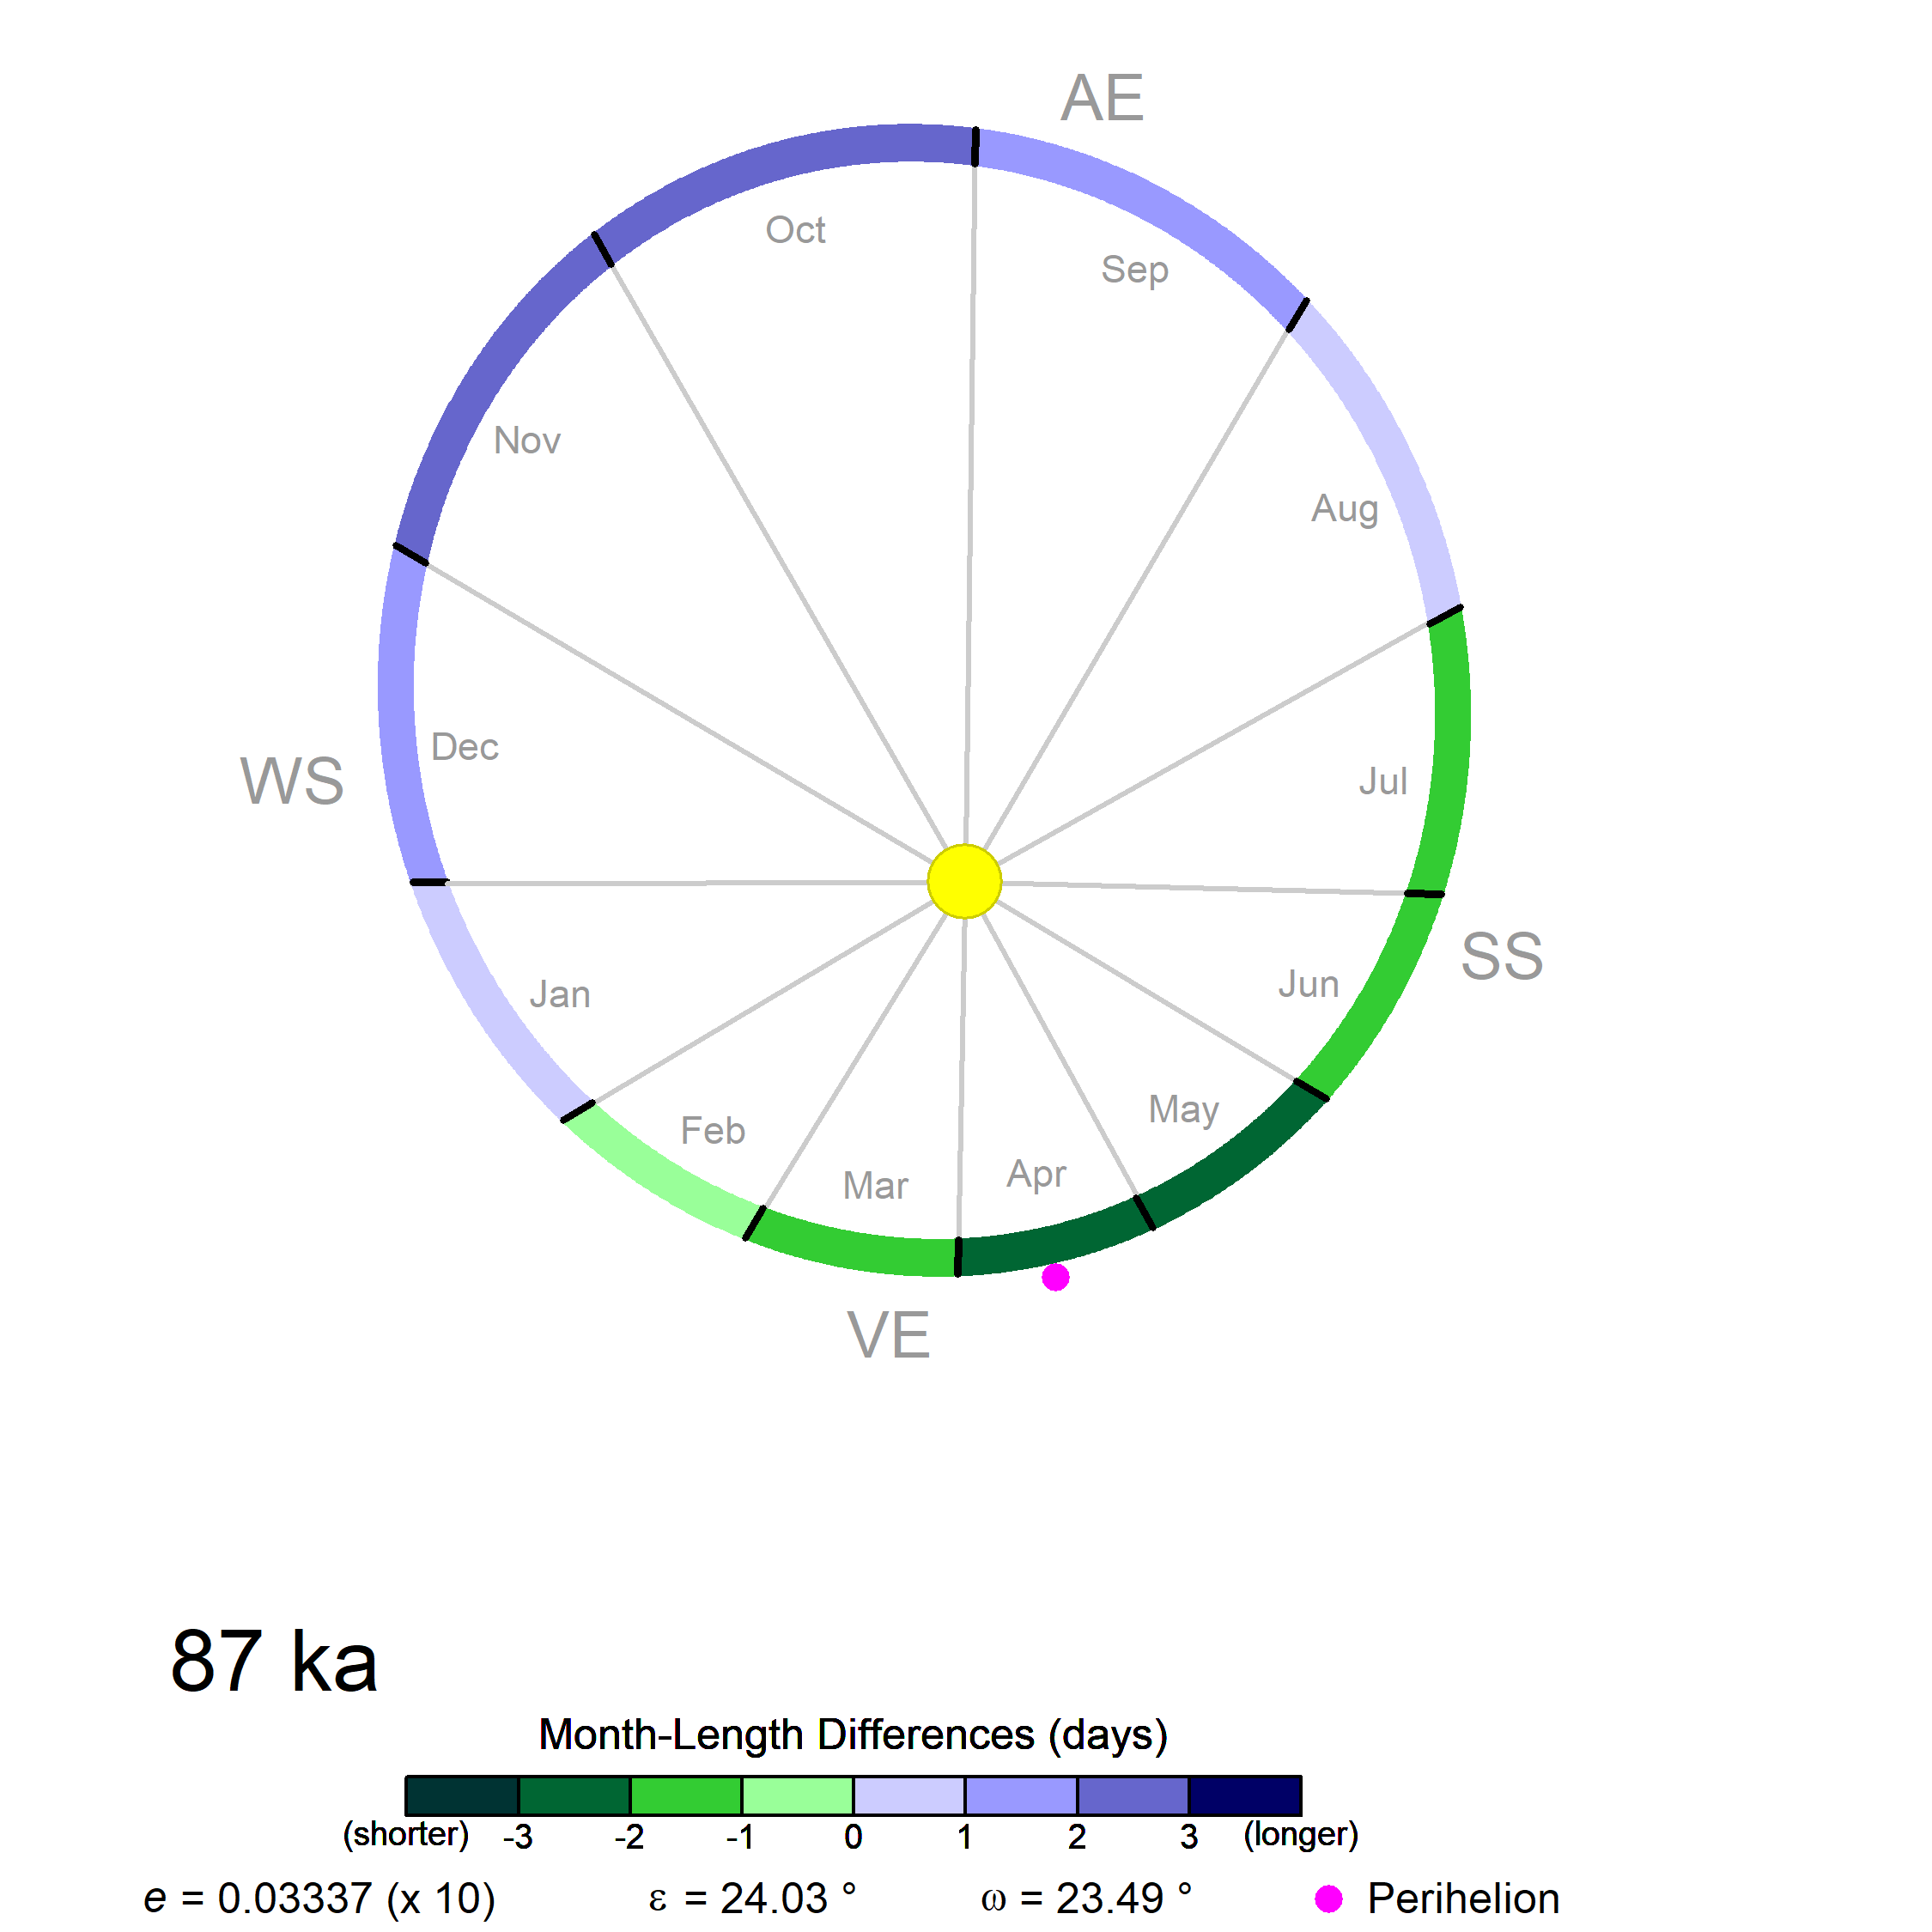 AE
Oct
Sep
Nov
Aug
WS
Dec
Jul
SS
Jan
Jun
Feb
Mar
Apr
May
VE
87 ka
Month-Length Differences (days)
(shorter) -3 -2 -1 0 1 2 3 (longer)
e = 0.03337 (x 10) ε = 24.03 ° ω = 23.49 ° Perihelion